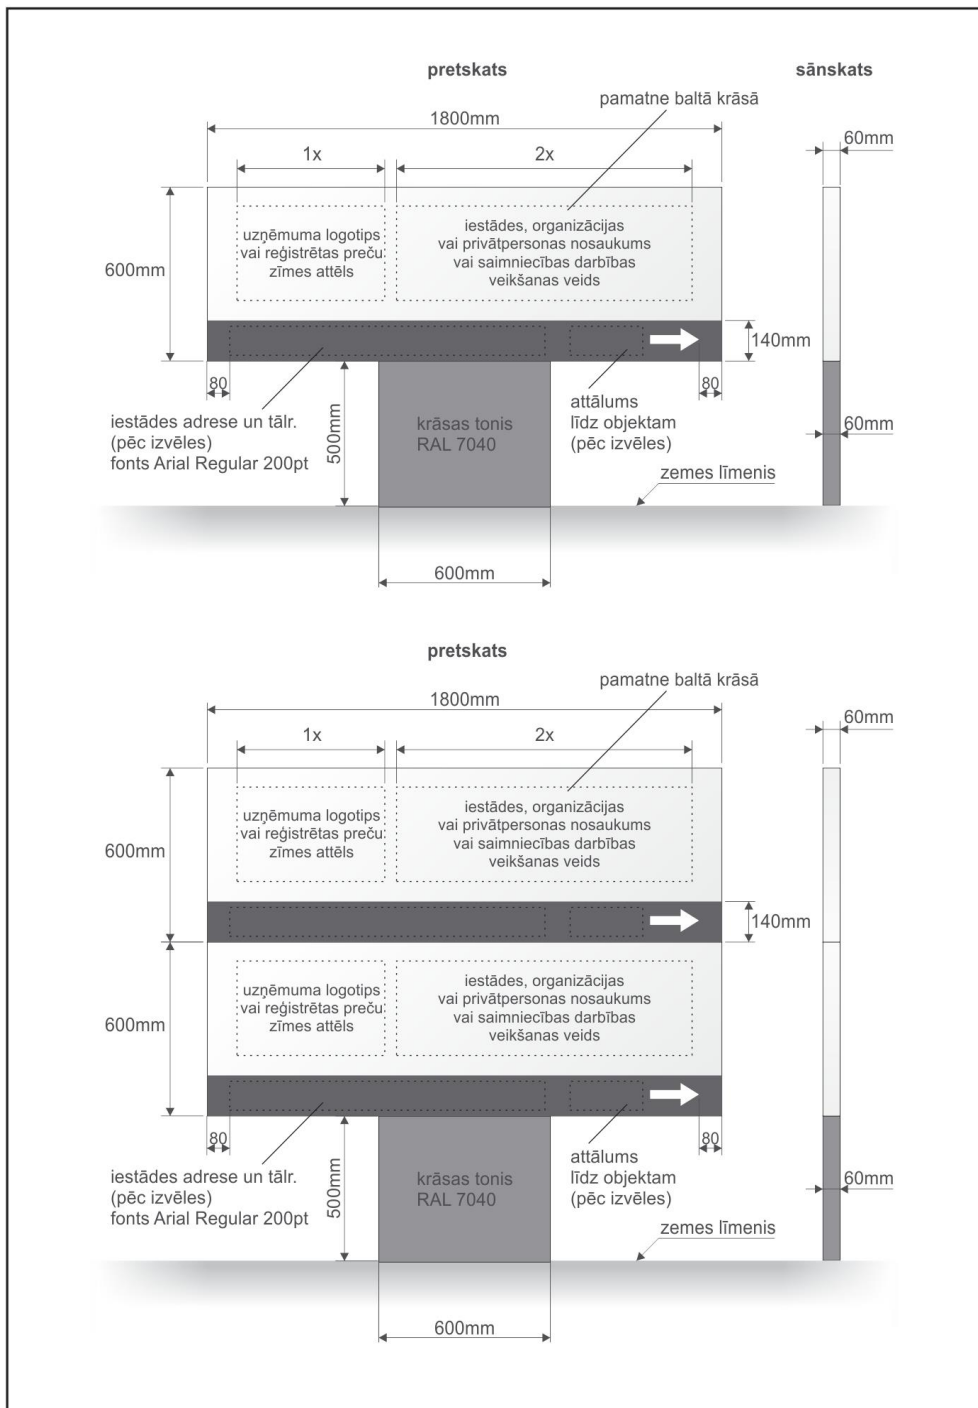 pretskats
sānskats
pamatne baltā krāsā
1800mm
60mm
1x
2x
600mm
uzņēmuma logotips
vai reģistrētas preču
zīmes attēls
iestādes, organizācijas
vai privātpersonas nosaukums
vai saimniecības darbības
veikšanas veids
140mm
80
80
iestādes adrese un tālr.
(pēc izvēles)
fonts Arial Regular 200pt
500mm
krāsas tonis
RAL 7040
attālums
līdz objektam
(pēc izvēles)
60mm
zemes līmenis
600mm
pretskats
pamatne baltā krāsā
1800mm
60mm
1x
2x
600mm
uzņēmuma logotips
vai reģistrētas preču
zīmes attēls
iestādes, organizācijas
vai privātpersonas nosaukums
vai saimniecības darbības
veikšanas veids
140mm
600mm
uzņēmuma logotips
vai reģistrētas preču
zīmes attēls
iestādes, organizācijas
vai privātpersonas nosaukums
vai saimniecības darbības
veikšanas veids
80
80
iestādes adrese un tālr.
(pēc izvēles)
fonts Arial Regular 200pt
500mm
krāsas tonis
RAL 7040
attālums
līdz objektam
(pēc izvēles)
60mm
zemes līmenis
600mm